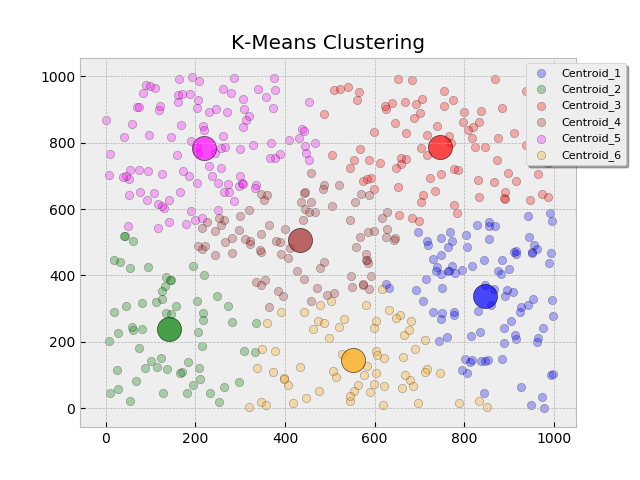 K-Means Clustering
1000
800
600
400
200
0
0 200 400 600 800 1000
Centroid_1
Centroid_2
Centroid_3
Centroid_4
Centroid_5
Centroid_6